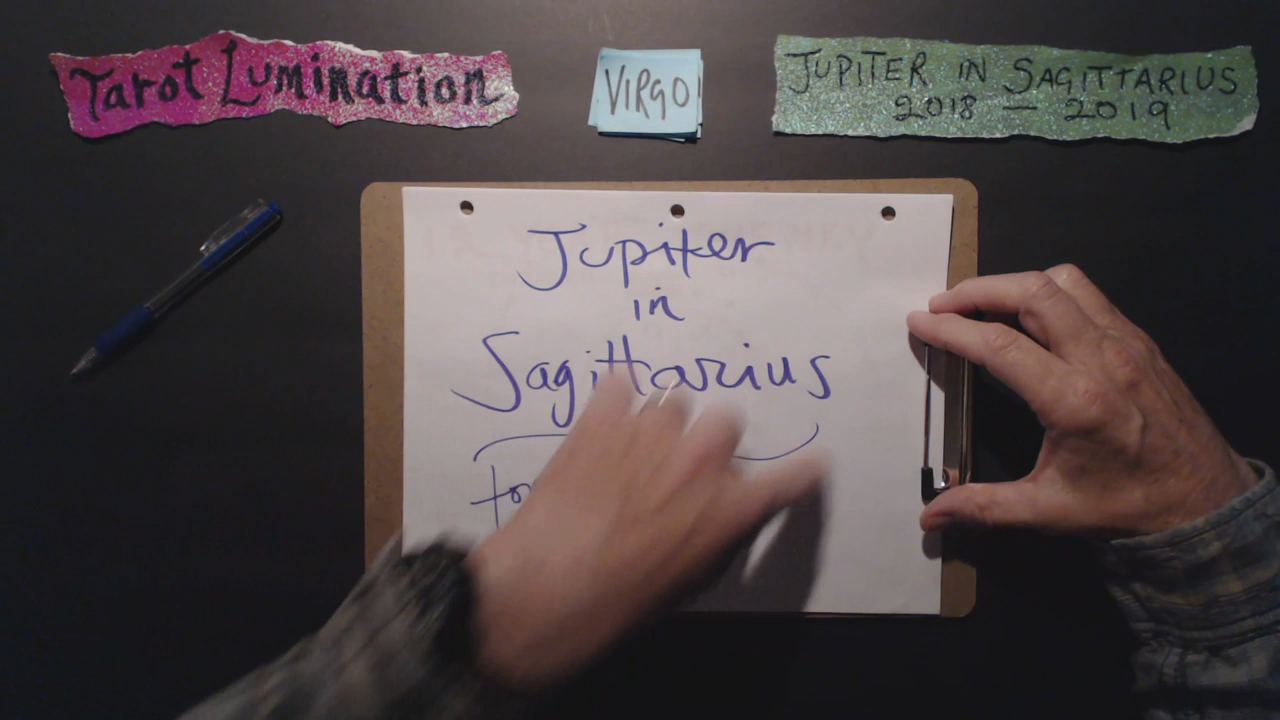 Tarot Lumination
VIRGO
JUPITER IN SAGITTARIUS
2018 — 2019
Jupiter
in
Sagittarius